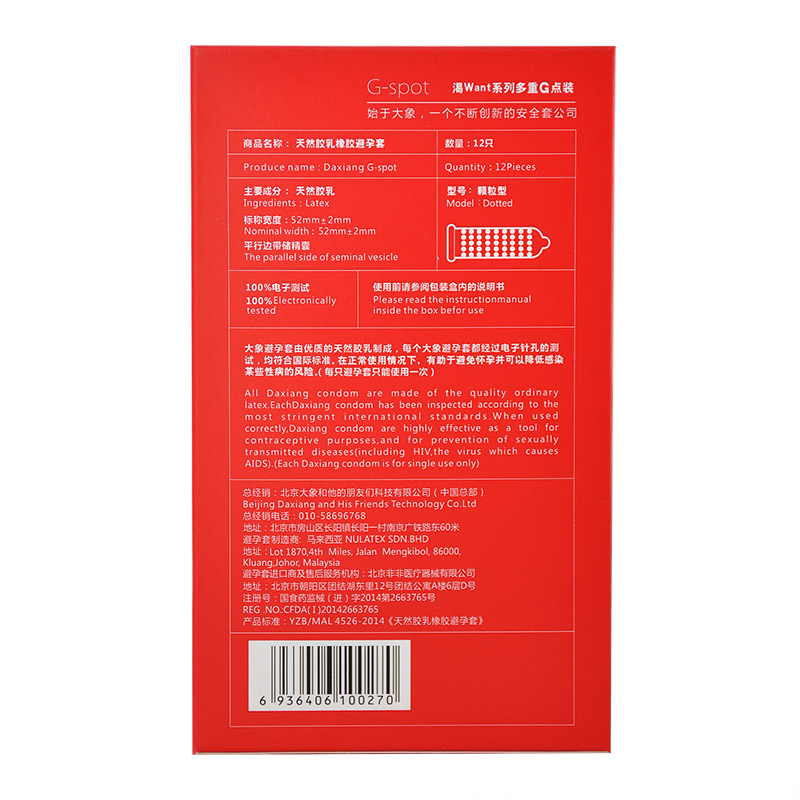 G-spot 渴Want系列多重G点装
始于大象，一个不断创新的安全套公司
商品名称： 天然胶乳橡胶避孕套
数量：12只
Produce name : Daxiang G-spot
Quantity : 12Pieces
主要成分： 天然胶乳
Ingredients : Latex
标称宽度：52mm±2mm
Nominal width : 52mm±2mm
平行边带储精囊
The parallel side of seminal vesicle
型号： 颗粒型
Model : Dotted
100%电子测试
100%Electronically
tested
使用前请参阅包装盒内的说明书
Please read the instructionmanual
inside the box befor use
大象避孕套由优质的天然胶乳制成，每个大象避孕套都经过电子针孔的测
试，均符合国际标准。在正常使用情况下，有助于避免怀孕并可以降低感染
某些性病的风险。（每只避孕套只能使用一次）
All Daxiang condom are made of the quality ordinary
latex.EachDaxiang condom has been inspected according to the
most stringent international standards.When used
correctly,Daxiang condom are highly effective as a tool for
contraceptive purposes,and for prevention of sexually
transmitted diseases(including HIV,the virus which causes
AIDS).(Each Daxiang condom is for single use only)
总经销：北京大象和他的朋友们科技有限公司（中国总部）
Beijing Daxiang and His Friends Technology Co.Ltd
总经销电话：010-58696768
地址：北京市房山区长阳镇长阳一村南京广铁路东60米
避孕套制造商: 马来西亚 NULATEX SDN.BHD
地址：Lot 1870,4th Miles, Jalan Mengkibol, 86000,
Kluang,Johor, Malaysia
避孕套进口商及售后服务机构：北京非非医疗器械有限公司
地址：北京市朝阳区团结湖东里12号团结公寓A楼6层D号
注册号：国食药监械（进）字2014第2663765号
REG .NO.:CFDA(Ⅰ)20142663765
产品标准：YZB/MAL 4526-2014《天然胶乳橡胶避孕套》
6 936406 100270